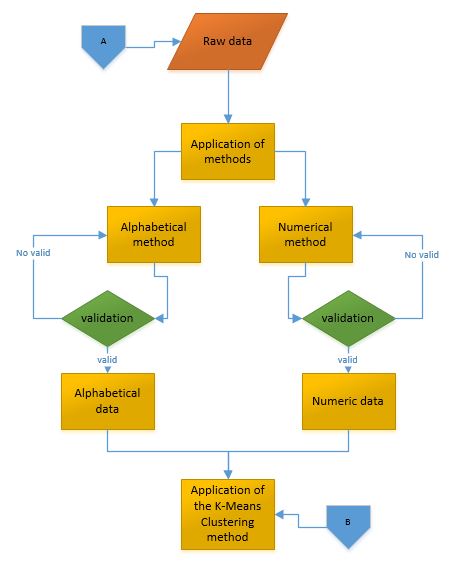 A
Raw data
Application of
methods
Alphabetical
method
Numerical
method
No valid
No valid
validation
validation
valid
valid
Alphabetical
data
Numeric data
Application of
the K-Means
Clustering
method
B